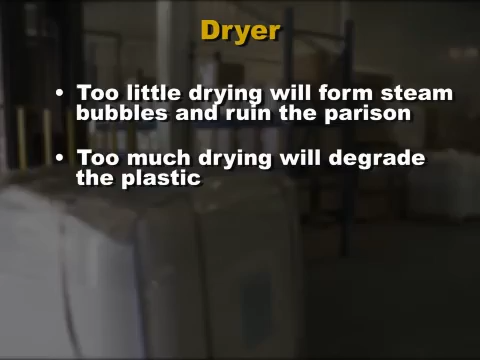 Dryer
• Too little drying will form steam
bubbles and ruin the parison
• Too much drying will degrade
the plastic